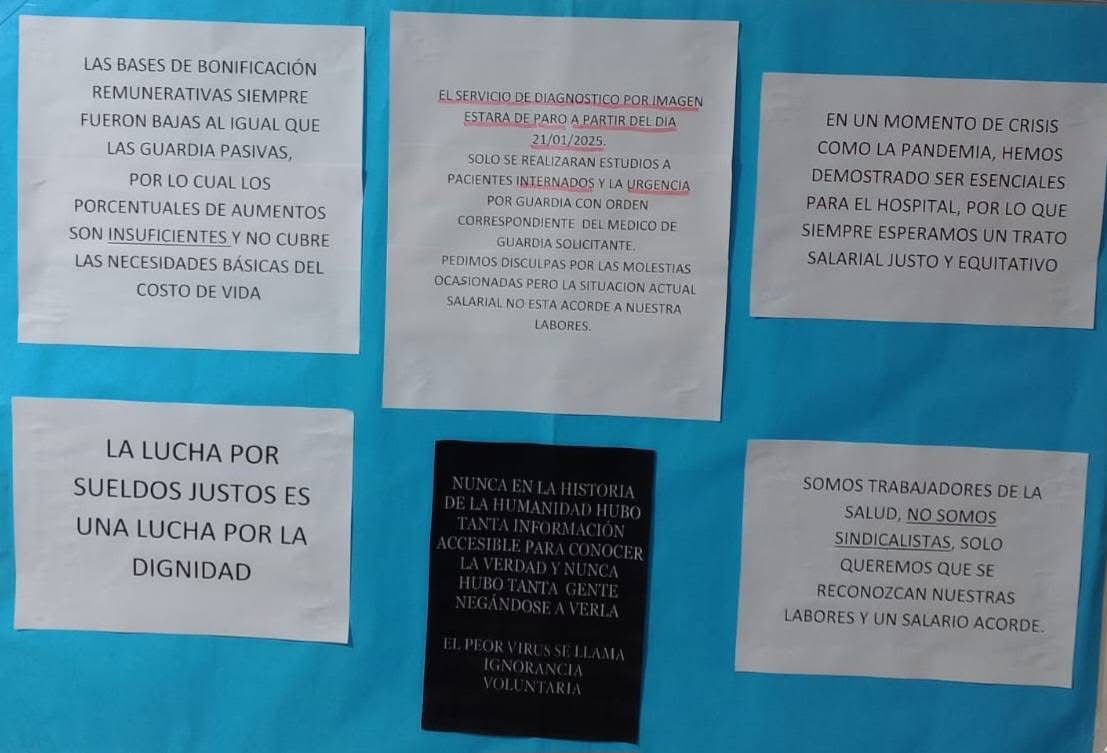 LAS BASES DE BONIFICACIÓN
REMUNERATIVAS SIEMPRE
FUERON BAJAS AL IGUAL QUE
LAS GUARDIA PASIVAS,
POR LO CUAL LOS
PORCENTUALES DE AUMENTOS
SON INSUFICIENTES Y NO CUBRE
LAS NECESIDADES BÁSICAS DEL
COSTO DE VIDA
EL SERVICIO DE DIAGNOSTICO POR IMAGEN
ESTARA DE PARO A PARTIR DEL DIA
21/01/2025.
SOLO SE REALIZARAN ESTUDIOS A
PACIENTES INTERNADOS Y LA URGENCIA
POR GUARDIA CON ORDEN
CORRESPONDIENTE DEL MEDICO DE
GUARDIA SOLICITANTE.
PEDIMOS DISCULPAS POR LAS MOLESTIAS
OCASIONADAS PERO LA SITUACION ACTUAL
SALARIAL NO ESTA ACORDE A NUESTRA
LABORES.
EN UN MOMENTO DE CRISIS
COMO LA PANDEMIA, HEMOS
DEMOSTRADO SER ESENCIALES
PARA EL HOSPITAL, POR LO QUE
SIEMPRE ESPERAMOS UN TRATO
SALARIAL JUSTO Y EQUITATIVO
LA LUCHA POR
SUELDOS JUSTOS ES
UNA LUCHA POR LA
DIGNIDAD
NUNCA EN LA HISTORIA
DE LA HUMANIDAD HUBO
TANTA INFORMACIÓN
ACCESIBLE PARA CONOCER
LA VERDAD Y NUNCA
HUBO TANTA GENTE
NEGÁNDOSE A VERLA
EL PEOR VIRUS SE LLAMA
IGNORANCIA
VOLUNTARIA
SOMOS TRABAJADORES DE LA
SALUD, NO SOMOS
SINDICALISTAS, SOLO
QUEREMOS QUE SE
RECONOZCAN NUESTRAS
LABORES Y UN SALARIO ACORDE.